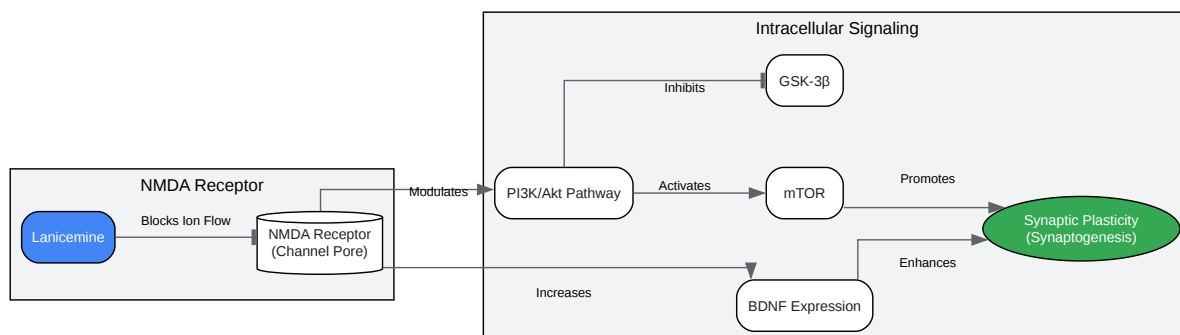 Intracellular Signaling
GSK-3β
Inhibits
NMDA Receptor
Modulates
PI3K/Akt Pathway
Activates
mTOR
Promotes
Lanicemine
Blocks Ion Flow
NMDA Receptor
(Channel Pore)
Synaptic Plasticity
(Synaptogenesis)
Increases
BDNF Expression
Enhances